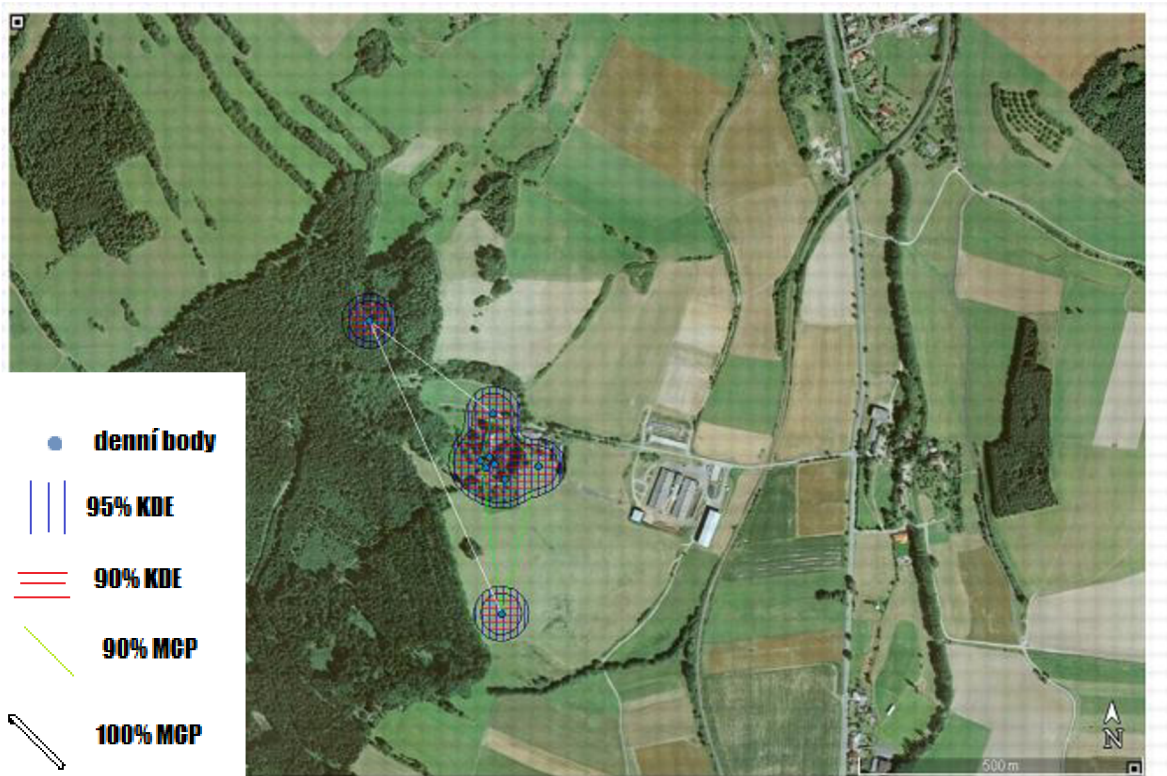 denní body
95% KDE
90% KDE
90% MCP
100% MCP
N
500 m